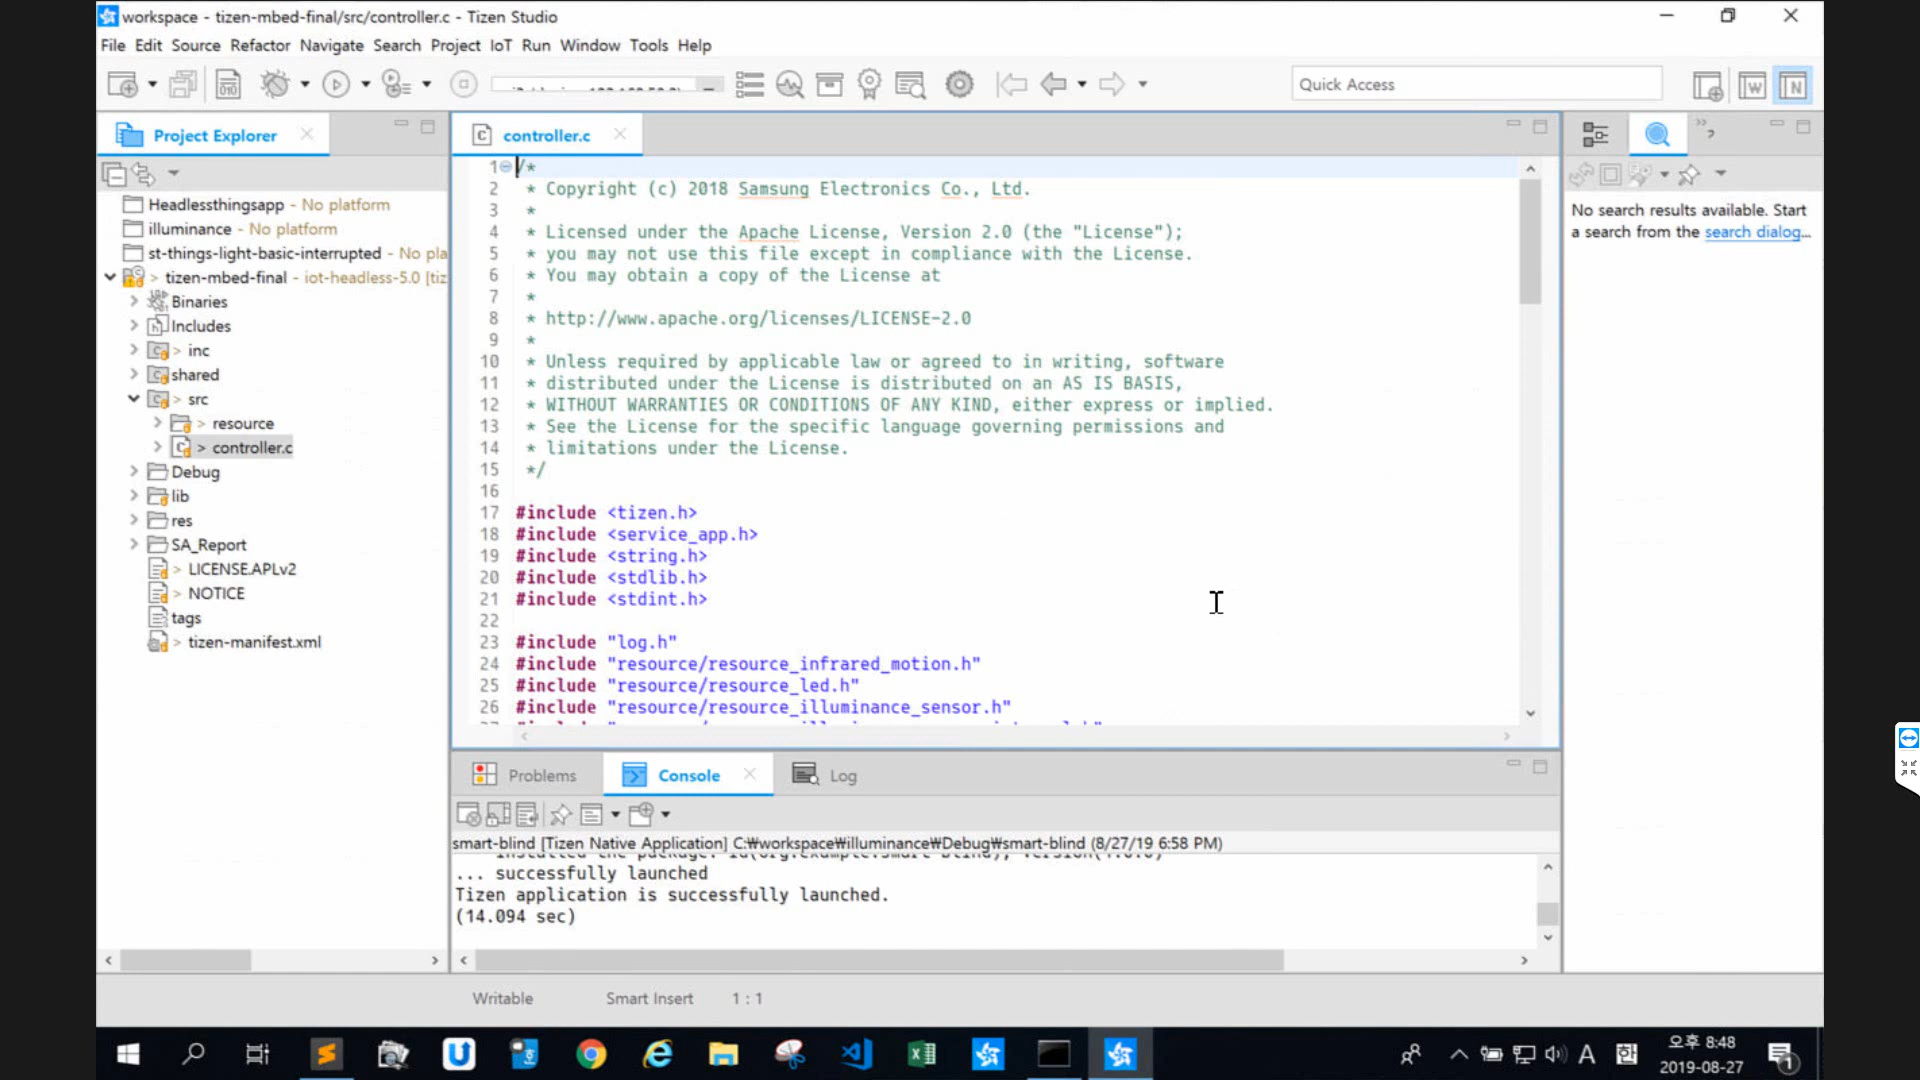 workspace - tizen-mbed-final/src/controller.c - Tizen Studio
File Edit Source Refactor Navigate Search Project IoT Run Window Tools Help
Quick Access
Project Explorer
controller.c
Headlessthingsapp - No platform
illuminance - No platform
st-things-light-basic-interrupted - No pla
> tizen-mbed-final - iot-headless-5.0 [tiz
Binaries
Includes
> inc
shared
> src
> resource
> controller.c
Debug
lib
res
SA_Report
> LICENSE.APLv2
> NOTICE
tags
> tizen-manifest.xml
1 /*
2 * Copyright (c) 2018 Samsung Electronics Co., Ltd.
3 *
4 * Licensed under the Apache License, Version 2.0 (the "License");
5 * you may not use this file except in compliance with the License.
6 * You may obtain a copy of the License at
7 *
8 * http://www.apache.org/licenses/LICENSE-2.0
9 *
10 * Unless required by applicable law or agreed to in writing, software
11 * distributed under the License is distributed on an AS IS BASIS,
12 * WITHOUT WARRANTIES OR CONDITIONS OF ANY KIND, either express or implied.
13 * See the License for the specific language governing permissions and
14 * limitations under the License.
15 */
16
17 #include <tizen.h>
18 #include <service_app.h>
19 #include <string.h>
20 #include <stdlib.h>
21 #include <stdint.h>
22
23 #include "log.h"
24 #include "resource/resource_infrared_motion.h"
25 #include "resource/resource_led.h"
26 #include "resource/resource_illuminance_sensor.h"
No search results available. Start
a search from the search dialog...
Problems
Console
Log
smart-blind [Tizen Native Application] C:₩workspace₩illuminance₩Debug₩smart-blind (8/27/19 6:58 PM)
... successfully launched
Tizen application is successfully launched.
(14.094 sec)
Writable
Smart Insert
1 : 1
A
한
오후 8:48
2019-08-27
1